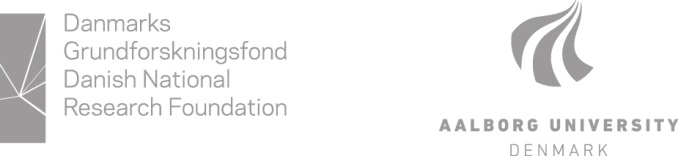 Danmarks
Grundforskningsfond
Danish National
Research Foundation
AALBORG UNIVERSITY
DENMARK